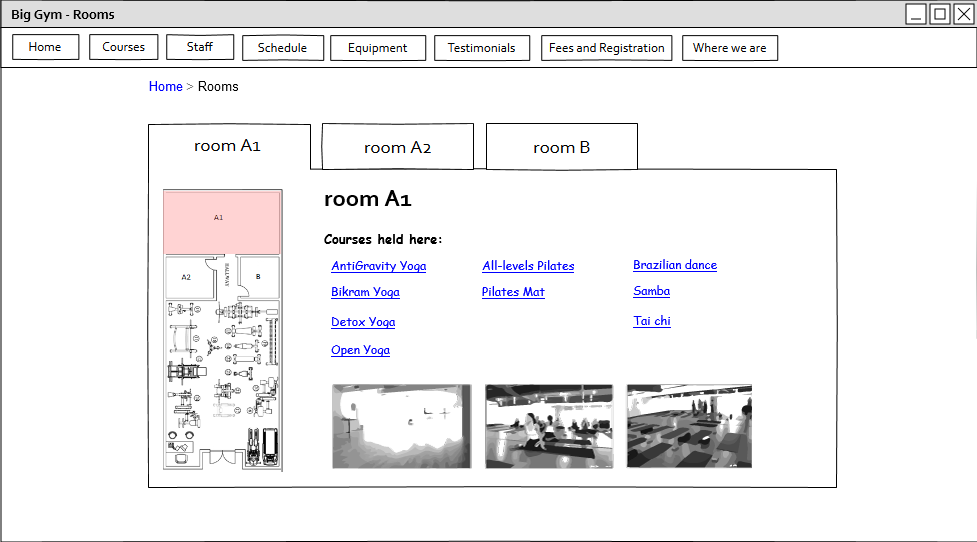 Big Gym - Rooms
Home Courses Staff Schedule Equipment Testimonials Fees and Registration Where we are
Home > Rooms
room A1 room A2 room B
room A1
Courses held here:
AntiGravity Yoga All-levels Pilates Brazilian dance
Bikram Yoga Pilates Mat Samba
Detox Yoga Tai chi
Open Yoga
A1
A2 HALLWAY B